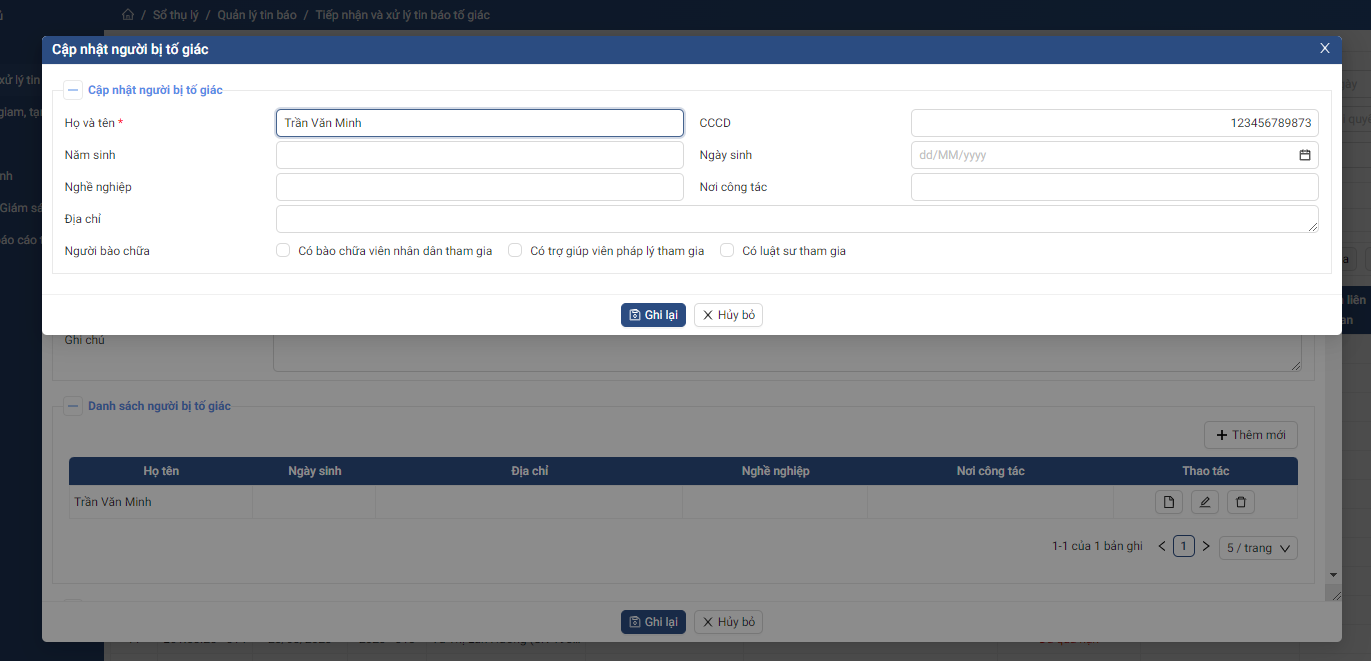 / Sổ thụ lý / Quản lý tin báo / Tiếp nhận và xử lý tin báo tố giác
Cập nhật người bị tố giác X
xử lý tin
giam, tạ
nh
Giám sá
áo cáo t
Cập nhật người bị tố giác
Họ và tên * Trần Văn Minh CCCD 123456789873
Năm sinh Ngày sinh dd/MM/yyyy
Nghề nghiệp Nơi công tác
Địa chỉ
Người bào chữa Có bào chữa viên nhân dân tham gia Có trợ giúp viên pháp lý tham gia Có luật sư tham gia
Ghi lại Hủy bỏ
liên
an
Ghi chú
Danh sách người bị tố giác
+ Thêm mới
Họ tên Ngày sinh Địa chỉ Nghề nghiệp Nơi công tác Thao tác
Trần Văn Minh
1-1 của 1 bản ghi < 1 > 5 / trang
Ghi lại Hủy bỏ